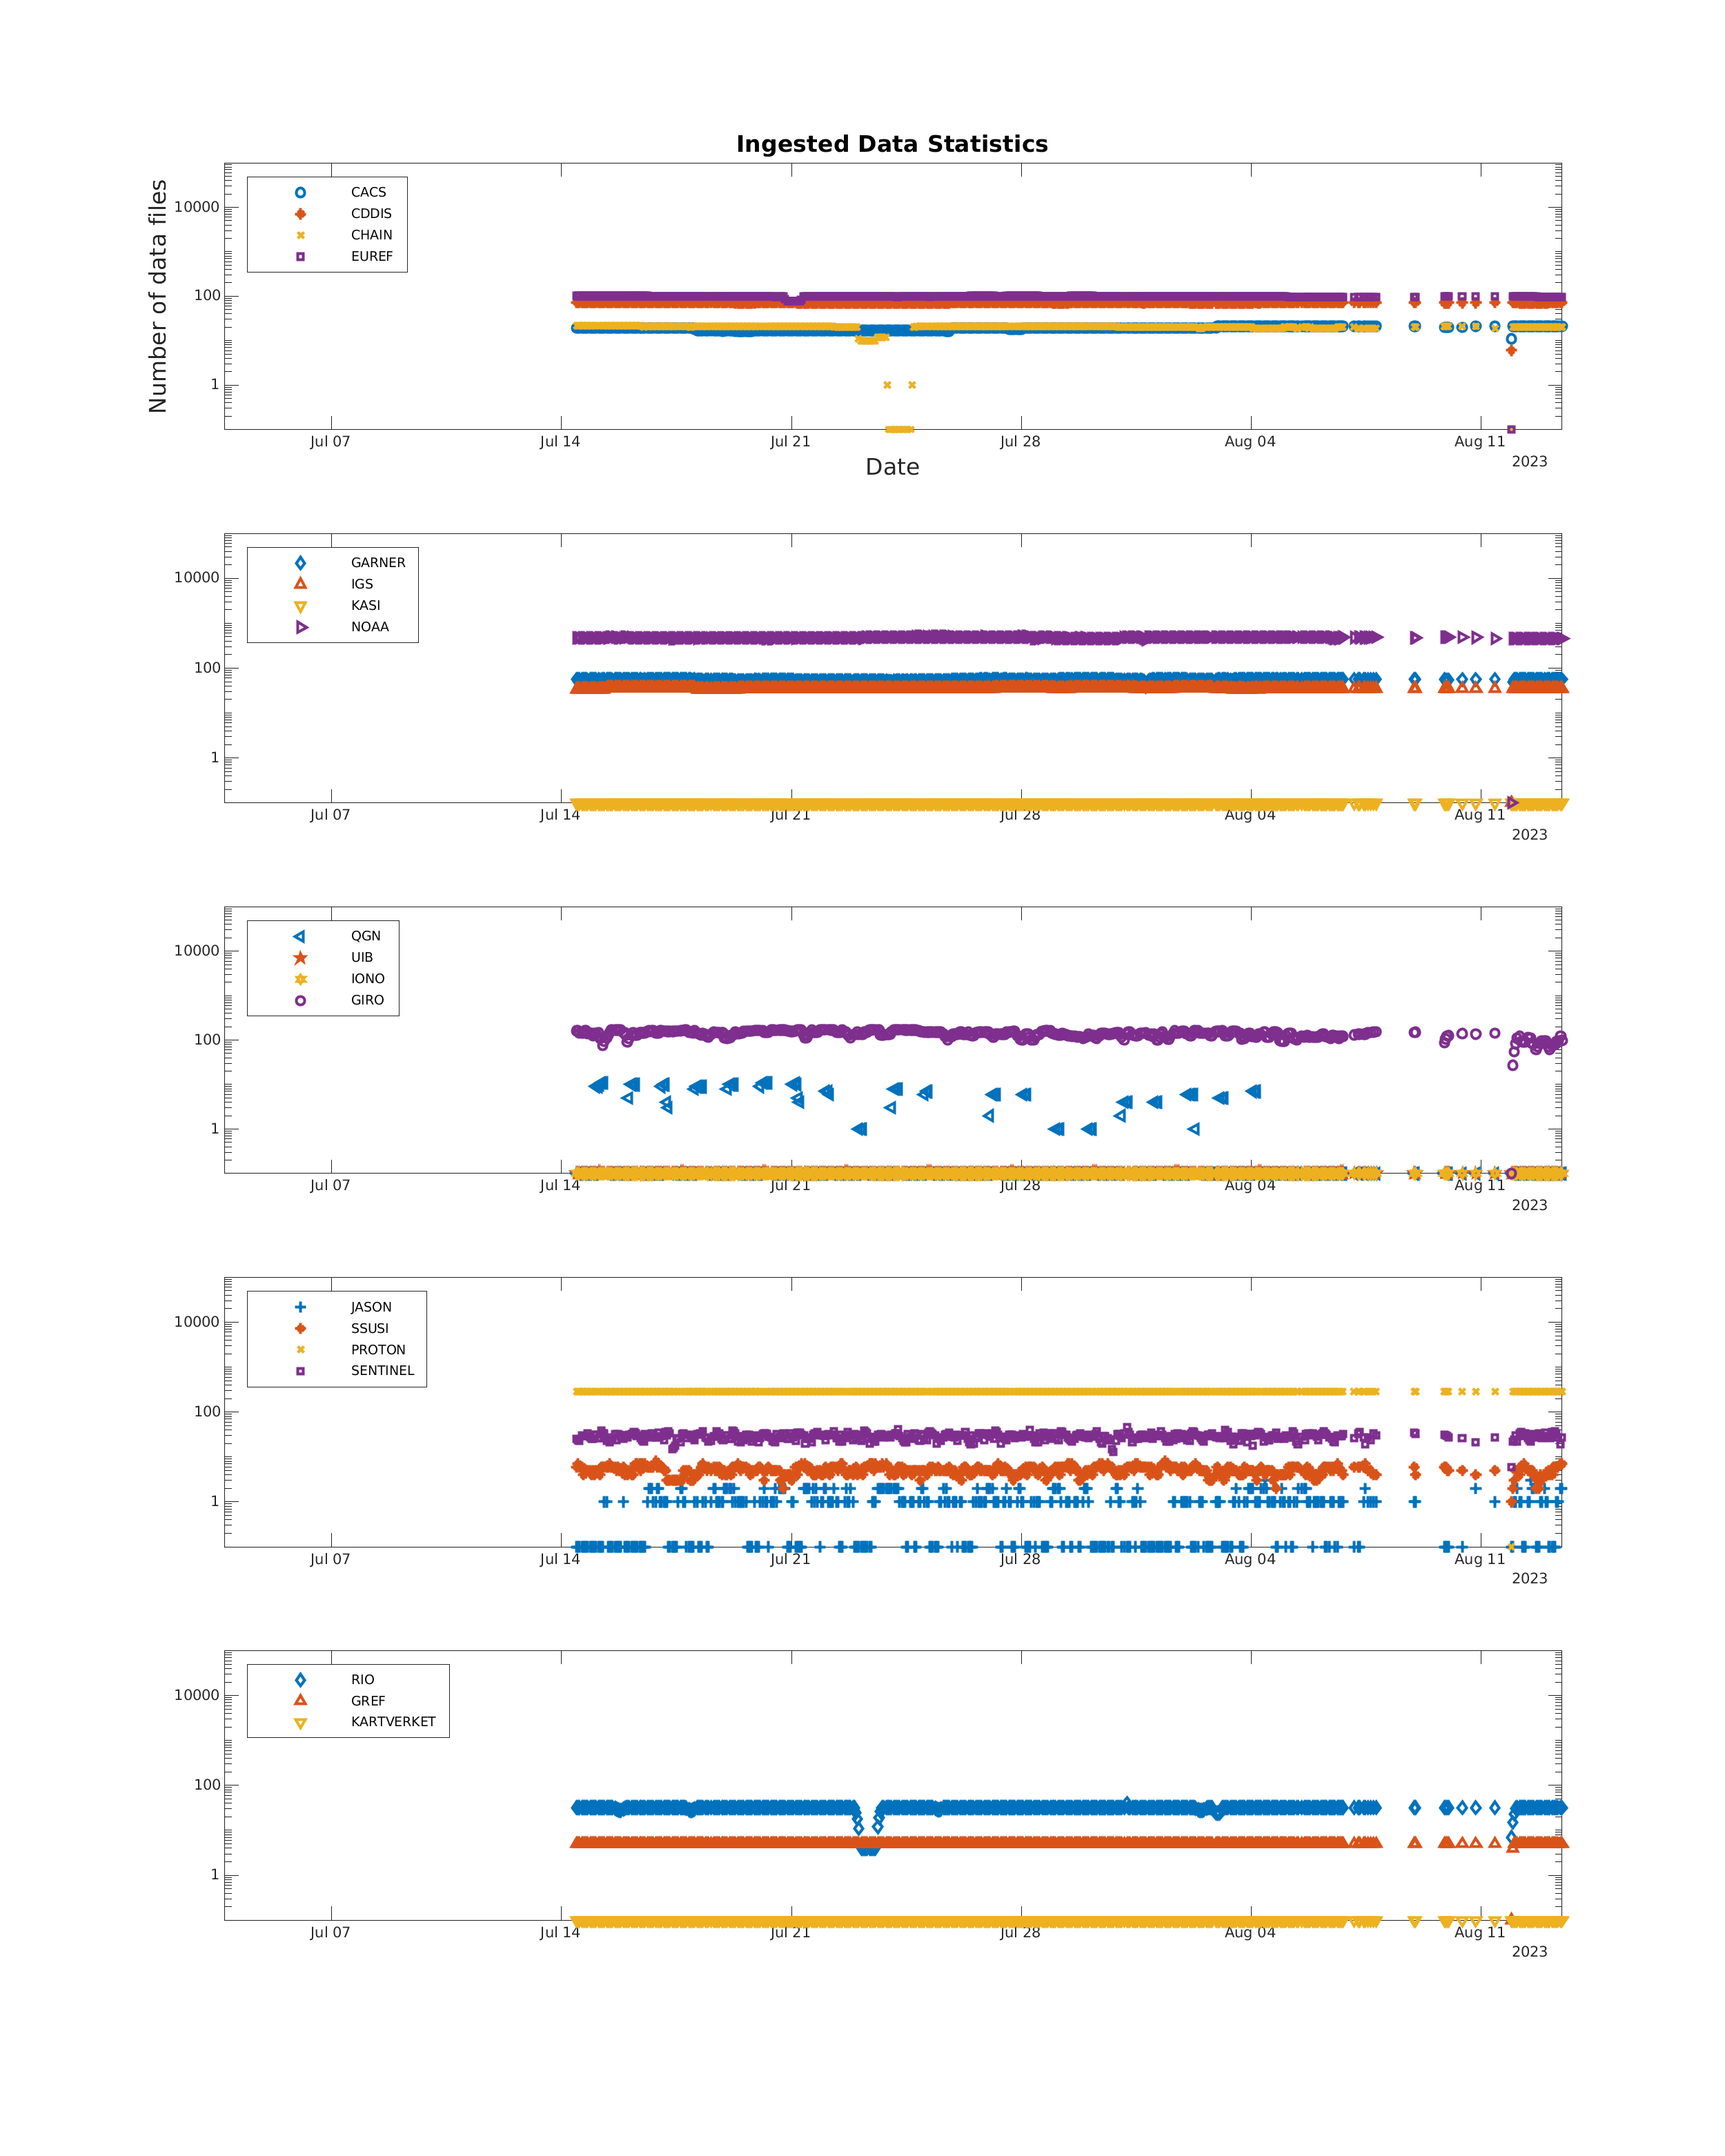 Ingested Data Statistics
Number of data files
CACS
CDDIS
CHAIN
EUREF
10000
100
1
Jul 07 Jul 14 Jul 21 Jul 28 Aug 04 Aug 11
2023
Date
GARNER
IGS
KASI
NOAA
10000
100
1
Jul 07 Jul 14 Jul 21 Jul 28 Aug 04 Aug 11
2023
QGN
UIB
IONO
GIRO
10000
100
1
Jul 07 Jul 14 Jul 21 Jul 28 Aug 04 Aug 11
2023
JASON
SSUSI
PROTON
SENTINEL
10000
100
1
Jul 07 Jul 14 Jul 21 Jul 28 Aug 04 Aug 11
2023
RIO
GREF
KARTVERKET
10000
100
1
Jul 07 Jul 14 Jul 21 Jul 28 Aug 04 Aug 11
2023